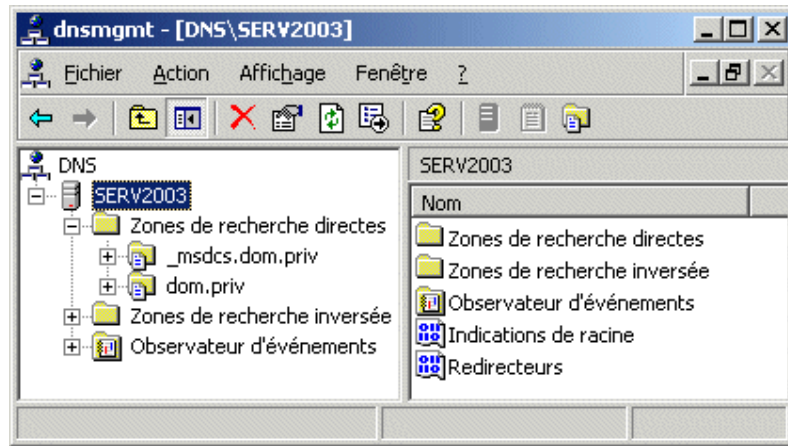 dnsmgmt - [DNS\SERV2003]
Fichier Action Affichage Fenêtre ?
DNS
SERV2003
Zones de recherche directes
_msdcs.dom.priv
dom.priv
Zones de recherche inversée
Observateur d'événements
SERV2003
Nom
Zones de recherche directes
Zones de recherche inversée
Observateur d'événements
Indications de racine
Redirecteurs